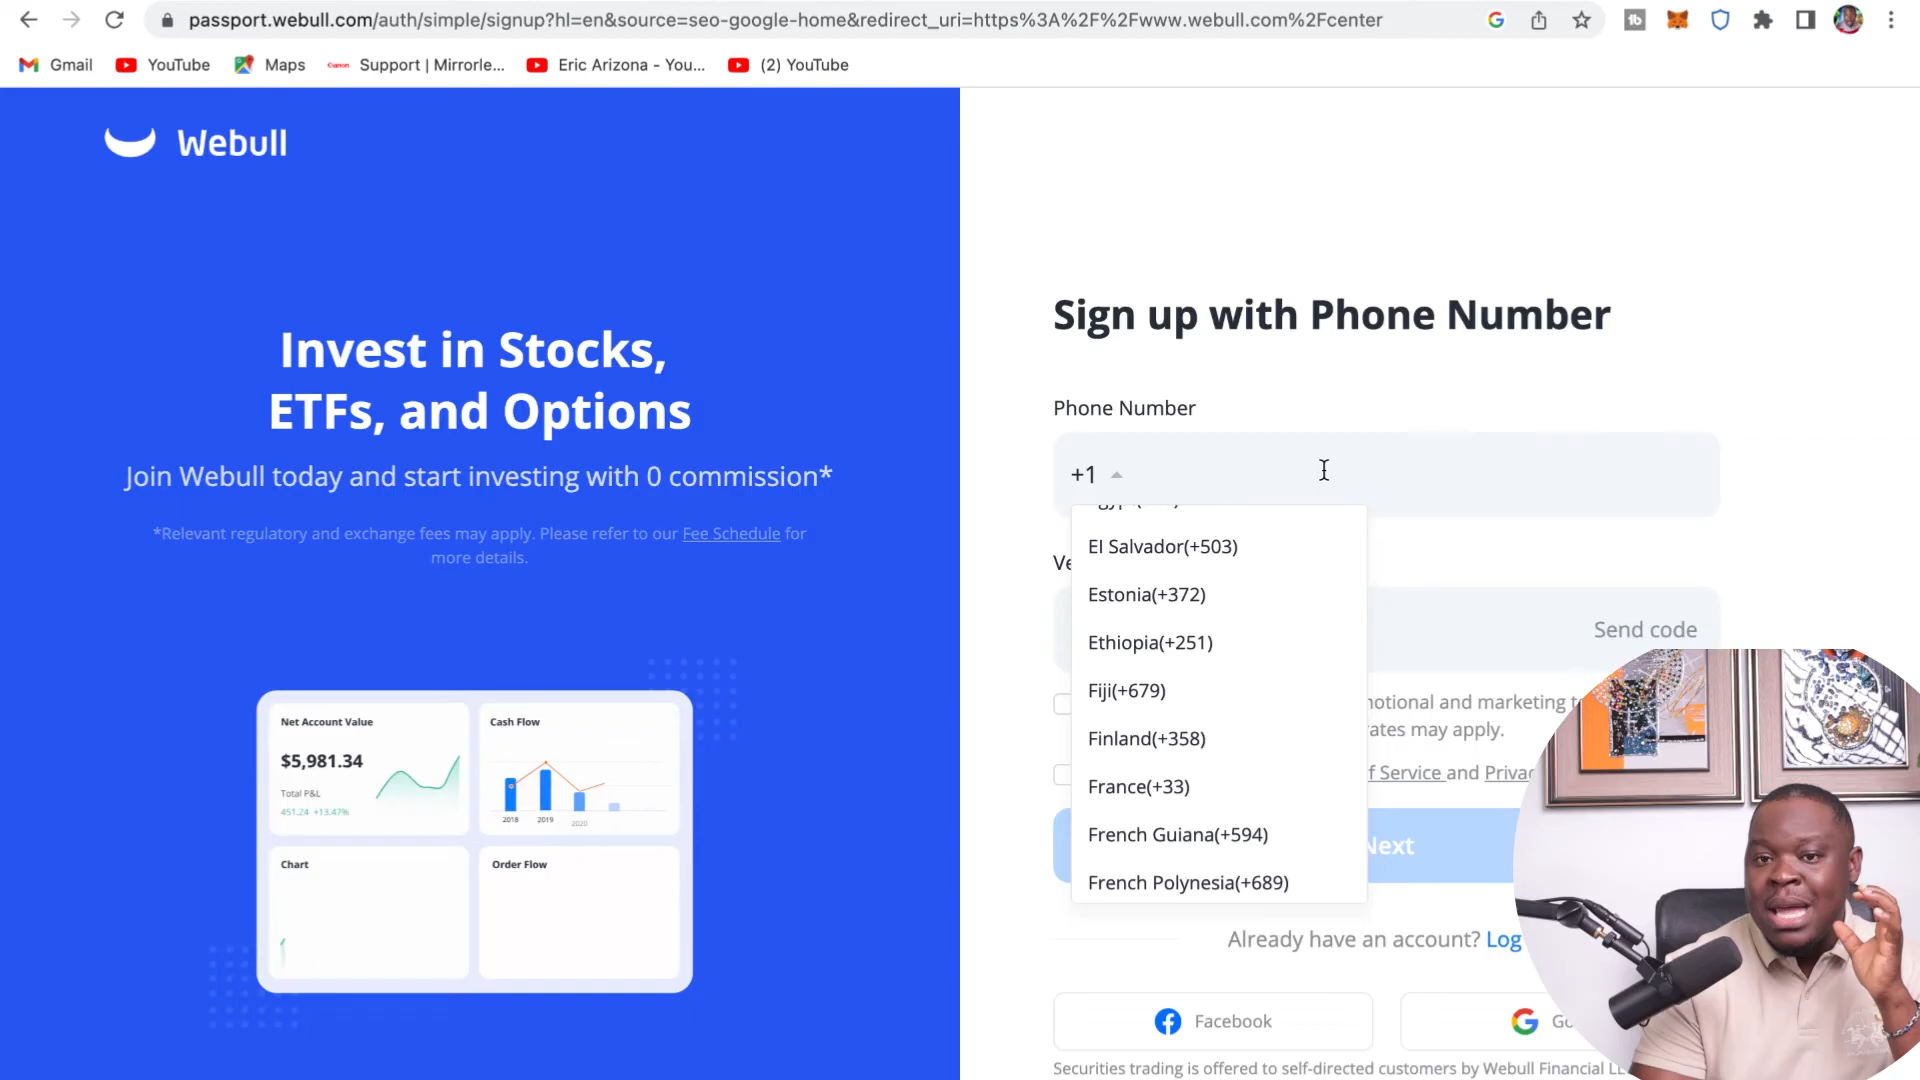 passport.webull.com/auth/simple/signup?hl=en&source=seo-google-home&redirect_uri=https%3A%2F%2Fwww.webull.com%2Fcenter
Gmail YouTube Maps Support | Mirrorle... Eric Arizona - You... (2) YouTube
Webull
Invest in Stocks,
ETFs, and Options
Join Webull today and start investing with 0 commission*
*Relevant regulatory and exchange fees may apply. Please refer to our Fee Schedule for
more details.
Net Account Value
$5,981.34
Total P&L
451.24 +13.47%
Cash Flow
2018 2019 2020
Chart
Order Flow
Sign up with Phone Number
Phone Number
+1
El Salvador(+503)
Estonia(+372)
Ethiopia(+251)
Fiji(+679)
Finland(+358)
France(+33)
French Guiana(+594)
French Polynesia(+689)
Send code
and marketing
rates may apply.
Service and
Next
Already have an account? Log
Facebook
Securities trading is offered to self-directed customers by Webull Financial